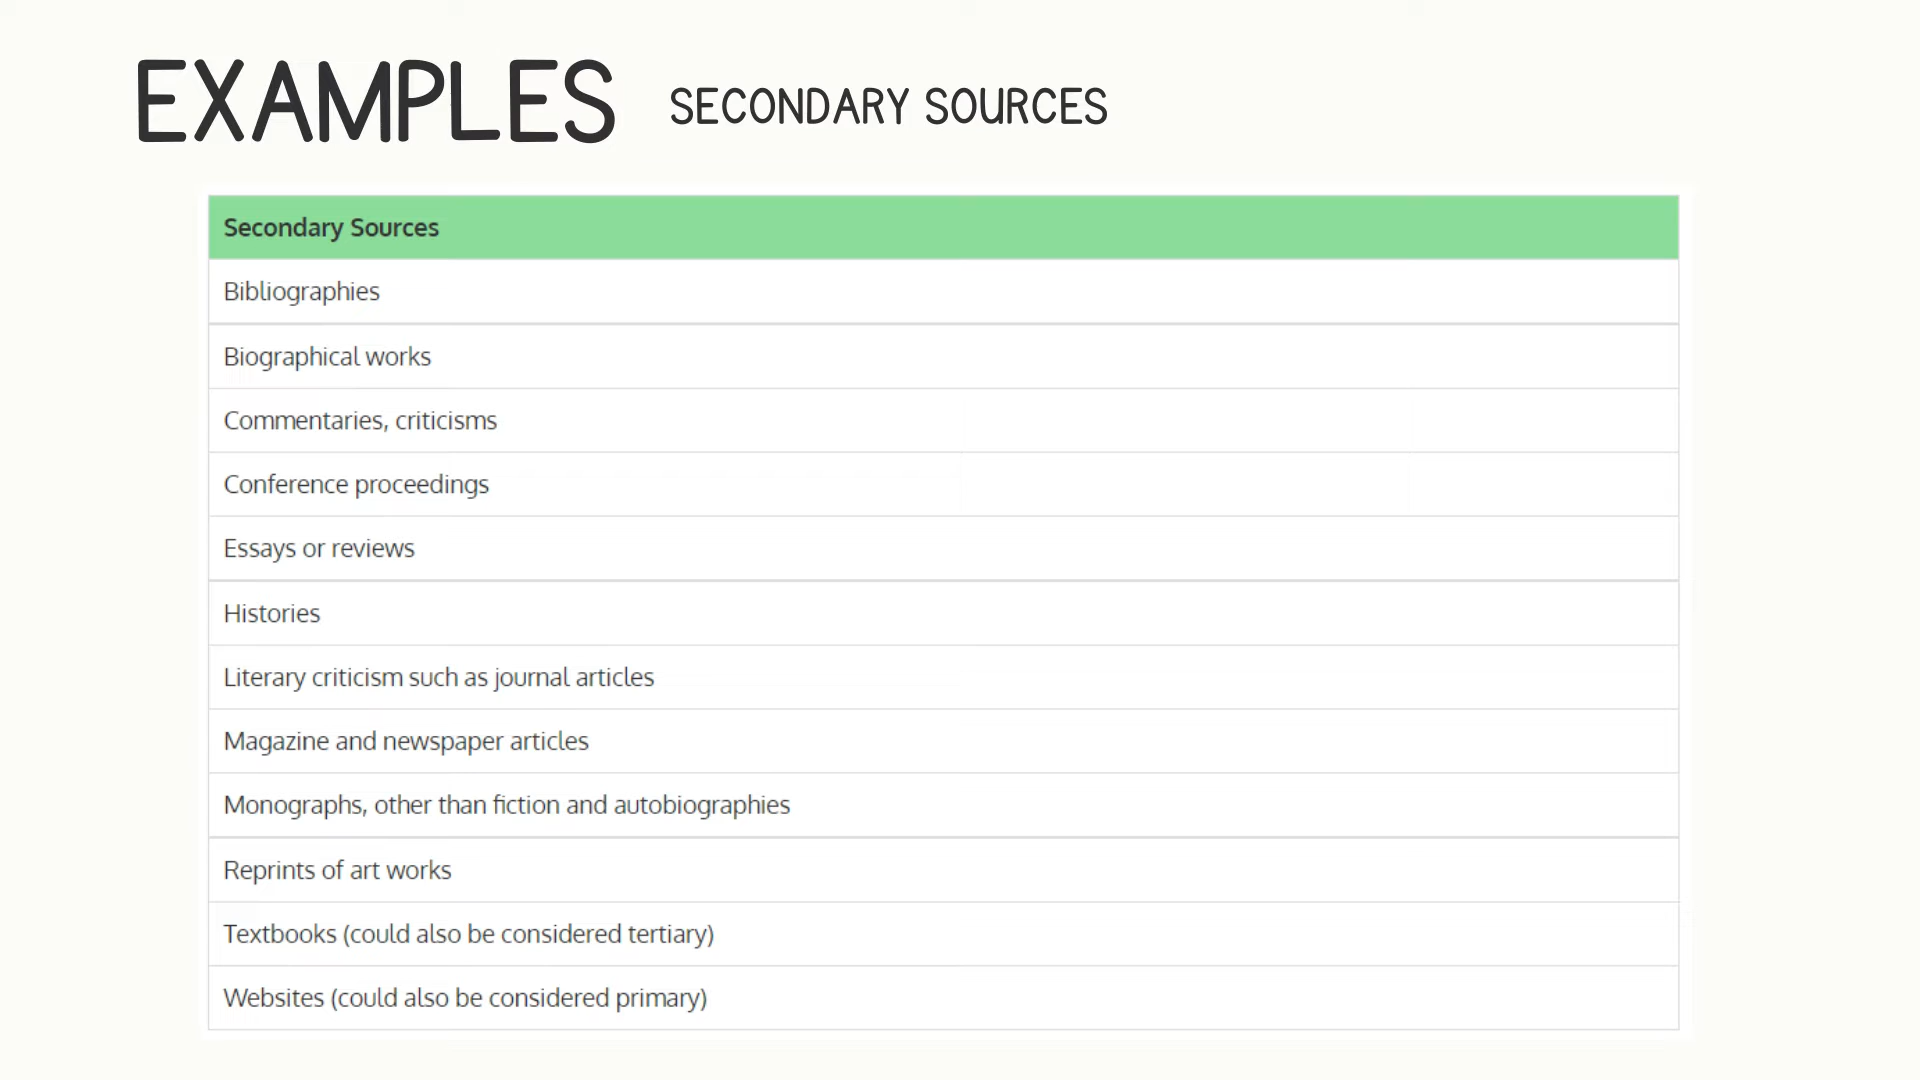 EXAMPLES SECONDARY SOURCES
Secondary Sources
Bibliographies
Biographical works
Commentaries, criticisms
Conference proceedings
Essays or reviews
Histories
Literary criticism such as journal articles
Magazine and newspaper articles
Monographs, other than fiction and autobiographies
Reprints of art works
Textbooks (could also be considered tertiary)
Websites (could also be considered primary)